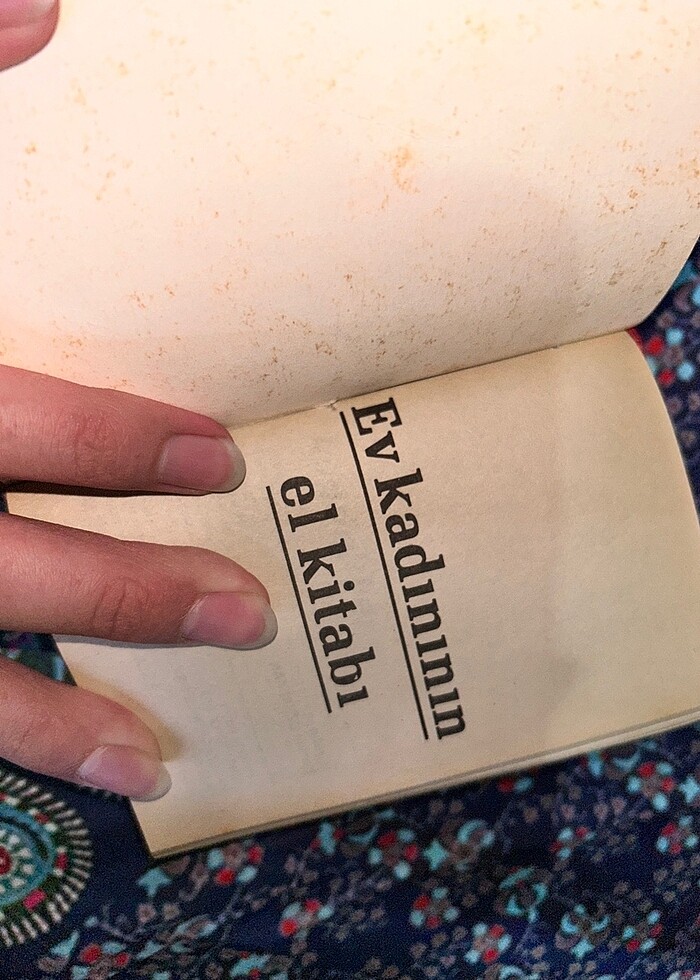 Ev kadınının
el kitabı